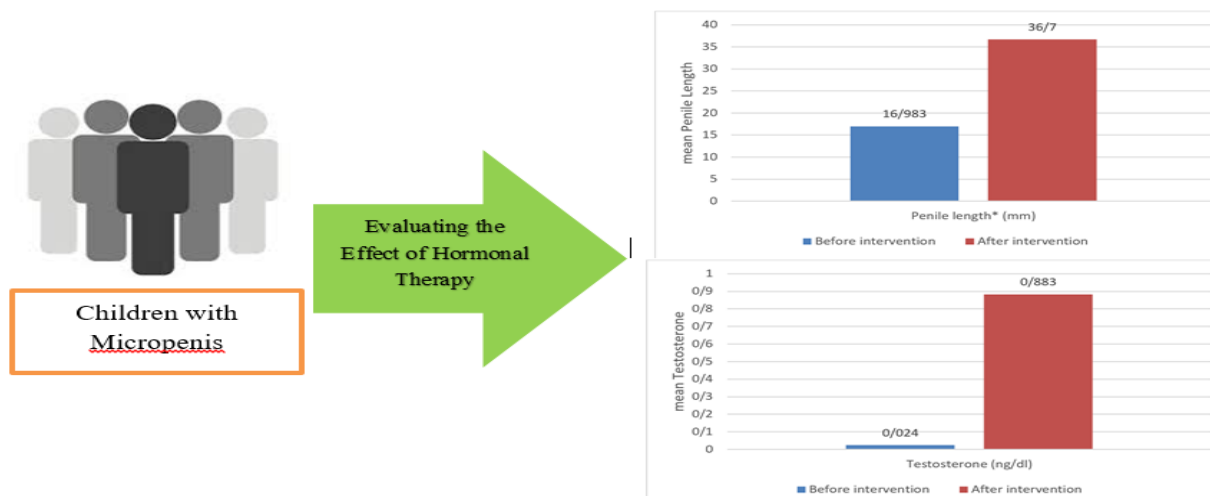 Children with
Micropenis
Evaluating the
Effect of Hormonal
Therapy
mean Penile Length
40
35
30
25
20
15
10
5
0
16/983
36/7
Penile length* (mm)
Before intervention After intervention
mean Testosterone
1
0/9
0/8
0/7
0/6
0/5
0/4
0/3
0/2
0/1
0
0/024
0/883
Testosterone (ng/dl)
Before intervention After intervention